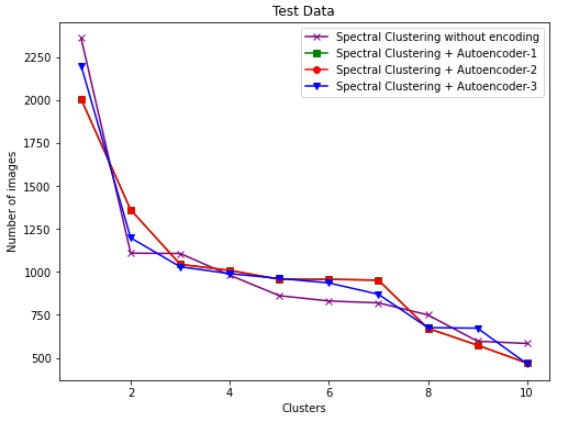 Test Data
Spectral Clustering without encoding
Spectral Clustering + Autoencoder-1
Spectral Clustering + Autoencoder-2
Spectral Clustering + Autoencoder-3
Number of images
2250
2000
1750
1500
1250
1000
750
500
2 4 6 8 10
Clusters